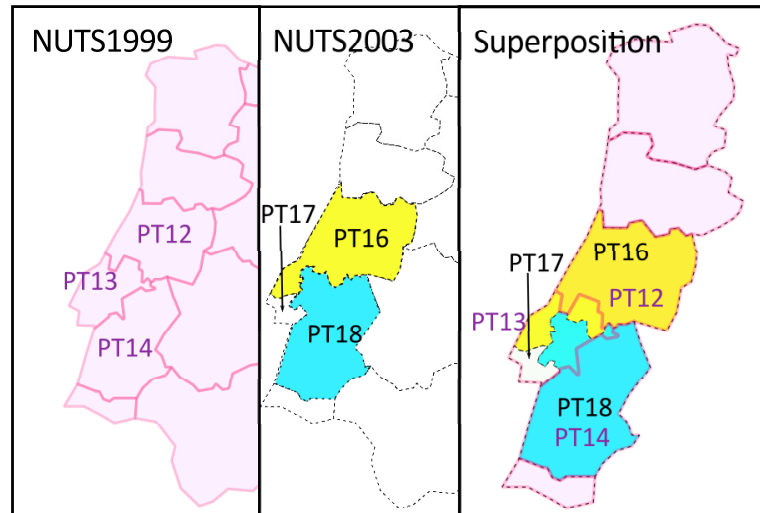 NUTS1999
PT12
PT13
PT14
NUTS2003
PT17
PT16
PT18
Superposition
PT16
PT17
PT12
PT13
PT18
PT14